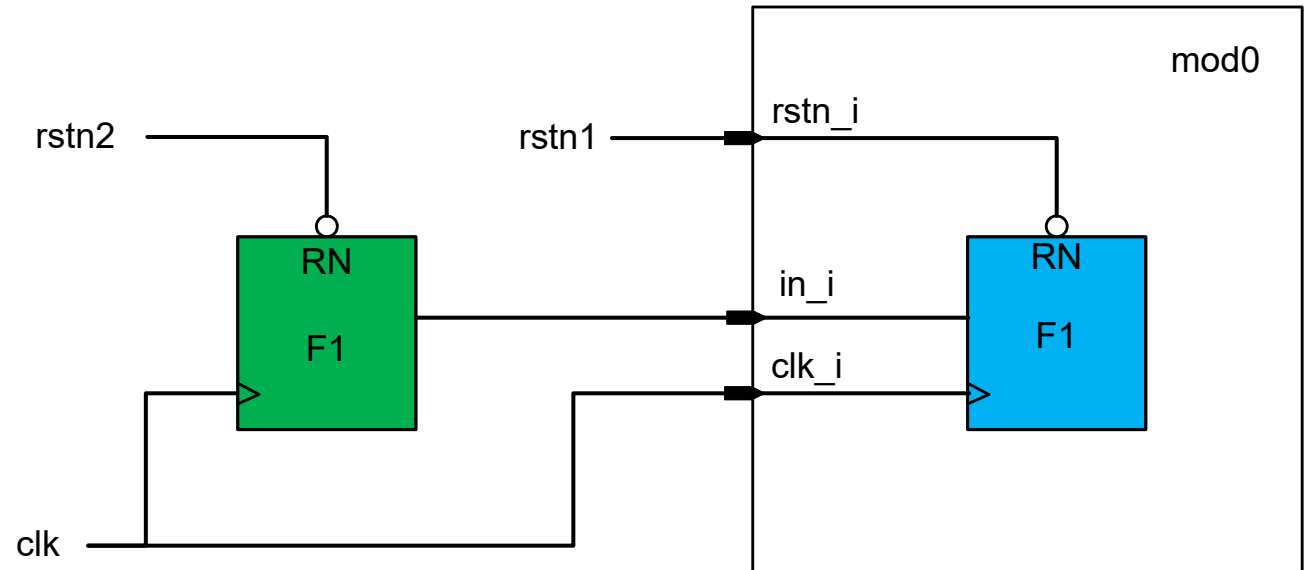 mod0
rstn_i
rstn2
rstn1
RN
RN
in_i
F1
F1
clk_i
clk